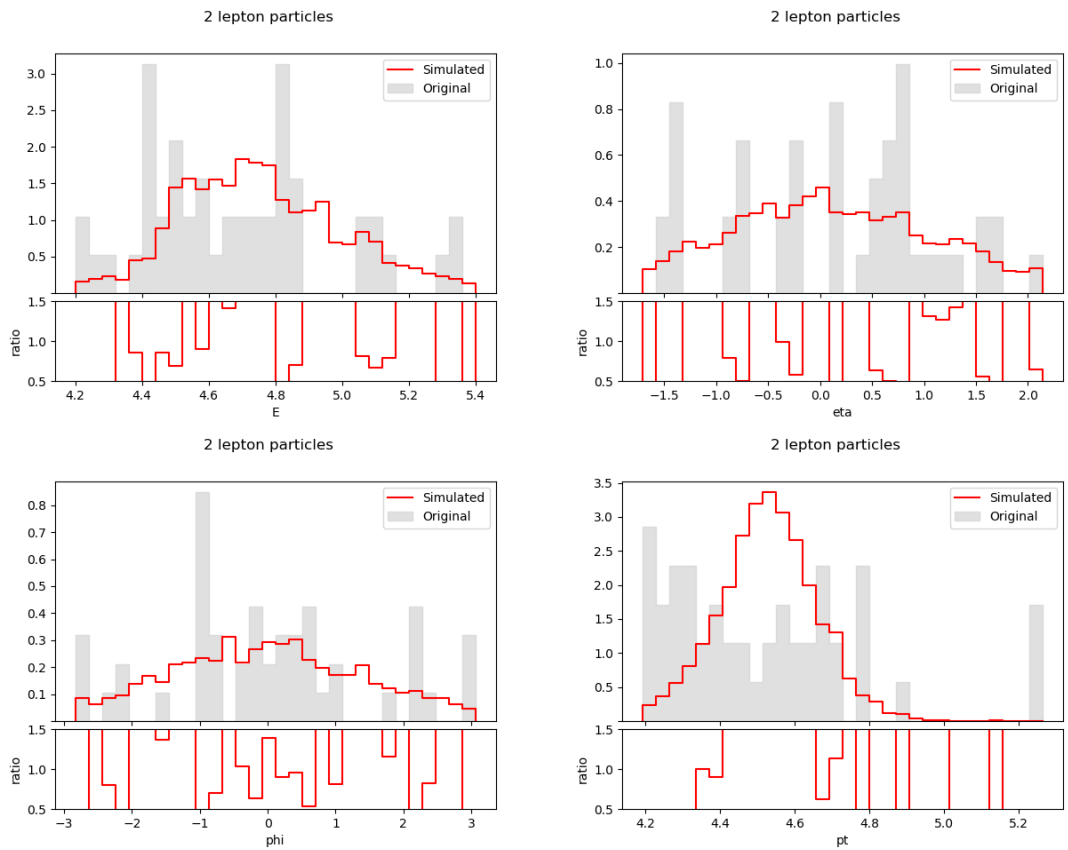 2 lepton particles
3.0
2.5
2.0
1.5
1.0
0.5
Simulated
Original
1.5
1.0
0.5
ratio
4.2 4.4 4.6 4.8 5.0 5.2 5.4
E
2 lepton particles
1.0
0.8
0.6
0.4
0.2
Simulated
Original
1.5
1.0
0.5
ratio
−1.5 −1.0 −0.5 0.0 0.5 1.0 1.5 2.0
eta
2 lepton particles
0.8
0.7
0.6
0.5
0.4
0.3
0.2
0.1
Simulated
Original
1.5
1.0
0.5
ratio
−3 −2 −1 0 1 2 3
phi
2 lepton particles
3.5
3.0
2.5
2.0
1.5
1.0
0.5
Simulated
Original
1.5
1.0
0.5
ratio
4.2 4.4 4.6 4.8 5.0 5.2
pt